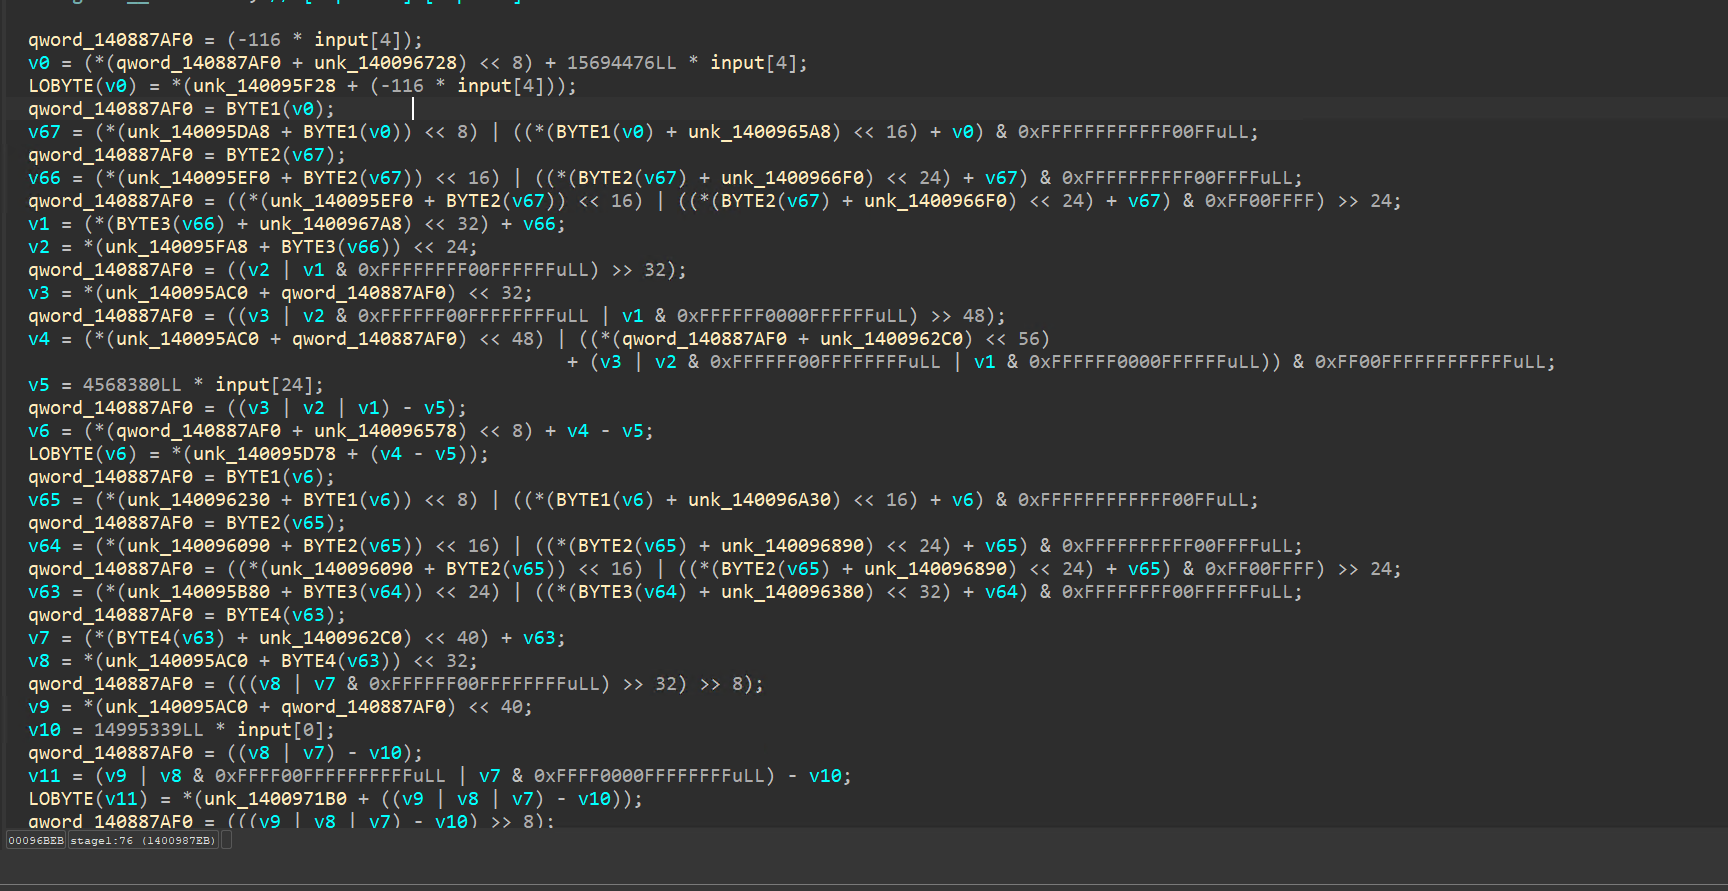 qword_140887AF0 = (-116 * input[4]);
v0 = (*(qword_140887AF0 + unk_140096728) << 8) + 15694476LL * input[4];
LOBYTE(v0) = *(unk_140095F28 + (-116 * input[4]));
qword_140887AF0 = BYTE1(v0);
v67 = (*(unk_140095DA8 + BYTE1(v0)) << 8) | ((*(BYTE1(v0) + unk_1400965A8) << 16) + v0) & 0xFFFFFFFFFFFF00FFuLL;
qword_140887AF0 = BYTE2(v67);
v66 = (*(unk_140095EF0 + BYTE2(v67)) << 16) | ((*(BYTE2(v67) + unk_1400966F0) << 24) + v67) & 0xFFFFFFFFFF00FFFFuLL;
qword_140887AF0 = ((*(unk_140095EF0 + BYTE2(v67)) << 16) | ((*(BYTE2(v67) + unk_1400966F0) << 24) + v67) & 0xFF00FFFF) >> 24;
v1 = (*(BYTE3(v66) + unk_1400967A8) << 32) + v66;
v2 = *(unk_140095FA8 + BYTE3(v66)) << 24;
qword_140887AF0 = ((v2 | v1 & 0xFFFFFFFF00FFFFFFuLL) >> 32);
v3 = *(unk_140095AC0 + qword_140887AF0) << 32;
qword_140887AF0 = ((v3 | v2 & 0xFFFFFF00FFFFFFFFuLL | v1 & 0xFFFFFF0000FFFFFFuLL) >> 48);
v4 = (*(unk_140095AC0 + qword_140887AF0) << 48) | ((*(qword_140887AF0 + unk_1400962C0) << 56)
+ (v3 | v2 & 0xFFFFFF00FFFFFFFFuLL | v1 & 0xFFFFFF0000FFFFFFuLL)) & 0xFF00FFFFFFFFFFFFuLL;
v5 = 4568380LL * input[24];
qword_140887AF0 = ((v3 | v2 | v1) - v5);
v6 = (*(qword_140887AF0 + unk_140096578) << 8) + v4 - v5;
LOBYTE(v6) = *(unk_140095D78 + (v4 - v5));
qword_140887AF0 = BYTE1(v6);
v65 = (*(unk_140096230 + BYTE1(v6)) << 8) | ((*(BYTE1(v6) + unk_140096A30) << 16) + v6) & 0xFFFFFFFFFFFF00FFuLL;
qword_140887AF0 = BYTE2(v65);
v64 = (*(unk_140096090 + BYTE2(v65)) << 16) | ((*(BYTE2(v65) + unk_140096890) << 24) + v65) & 0xFFFFFFFFFF00FFFFuLL;
qword_140887AF0 = ((*(unk_140096090 + BYTE2(v65)) << 16) | ((*(BYTE2(v65) + unk_140096890) << 24) + v65) & 0xFF00FFFF) >> 24;
v63 = (*(unk_140095B80 + BYTE3(v64)) << 24) | ((*(BYTE3(v64) + unk_140096380) << 32) + v64) & 0xFFFFFFFF00FFFFFFuLL;
qword_140887AF0 = BYTE4(v63);
v7 = (*(BYTE4(v63) + unk_1400962C0) << 40) + v63;
v8 = *(unk_140095AC0 + BYTE4(v63)) << 32;
qword_140887AF0 = (((v8 | v7 & 0xFFFFFF00FFFFFFFFuLL) >> 32) >> 8);
v9 = *(unk_140095AC0 + qword_140887AF0) << 40;
v10 = 14995339LL * input[0];
qword_140887AF0 = ((v8 | v7) - v10);
v11 = (v9 | v8 & 0xFFFF00FFFFFFFFFFuLL | v7 & 0xFFFF0000FFFFFFFFuLL) - v10;
LOBYTE(v11) = *(unk_1400971B0 + ((v9 | v8 | v7) - v10));
qword_140887AF0 = (((v9 | v8 | v7) - v10) >> 8);
00096BEB stage1:76 (1400987EB)